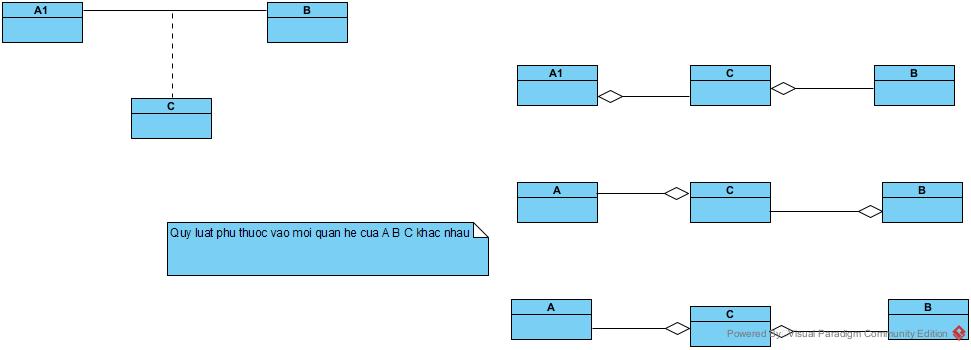 A1
B
C
A1
C
B
A
C
B
Quy luat phu thuoc vao moi quan he cua A B C khac nhau
A
C
B
Powered By Visual Paradigm Community Edition